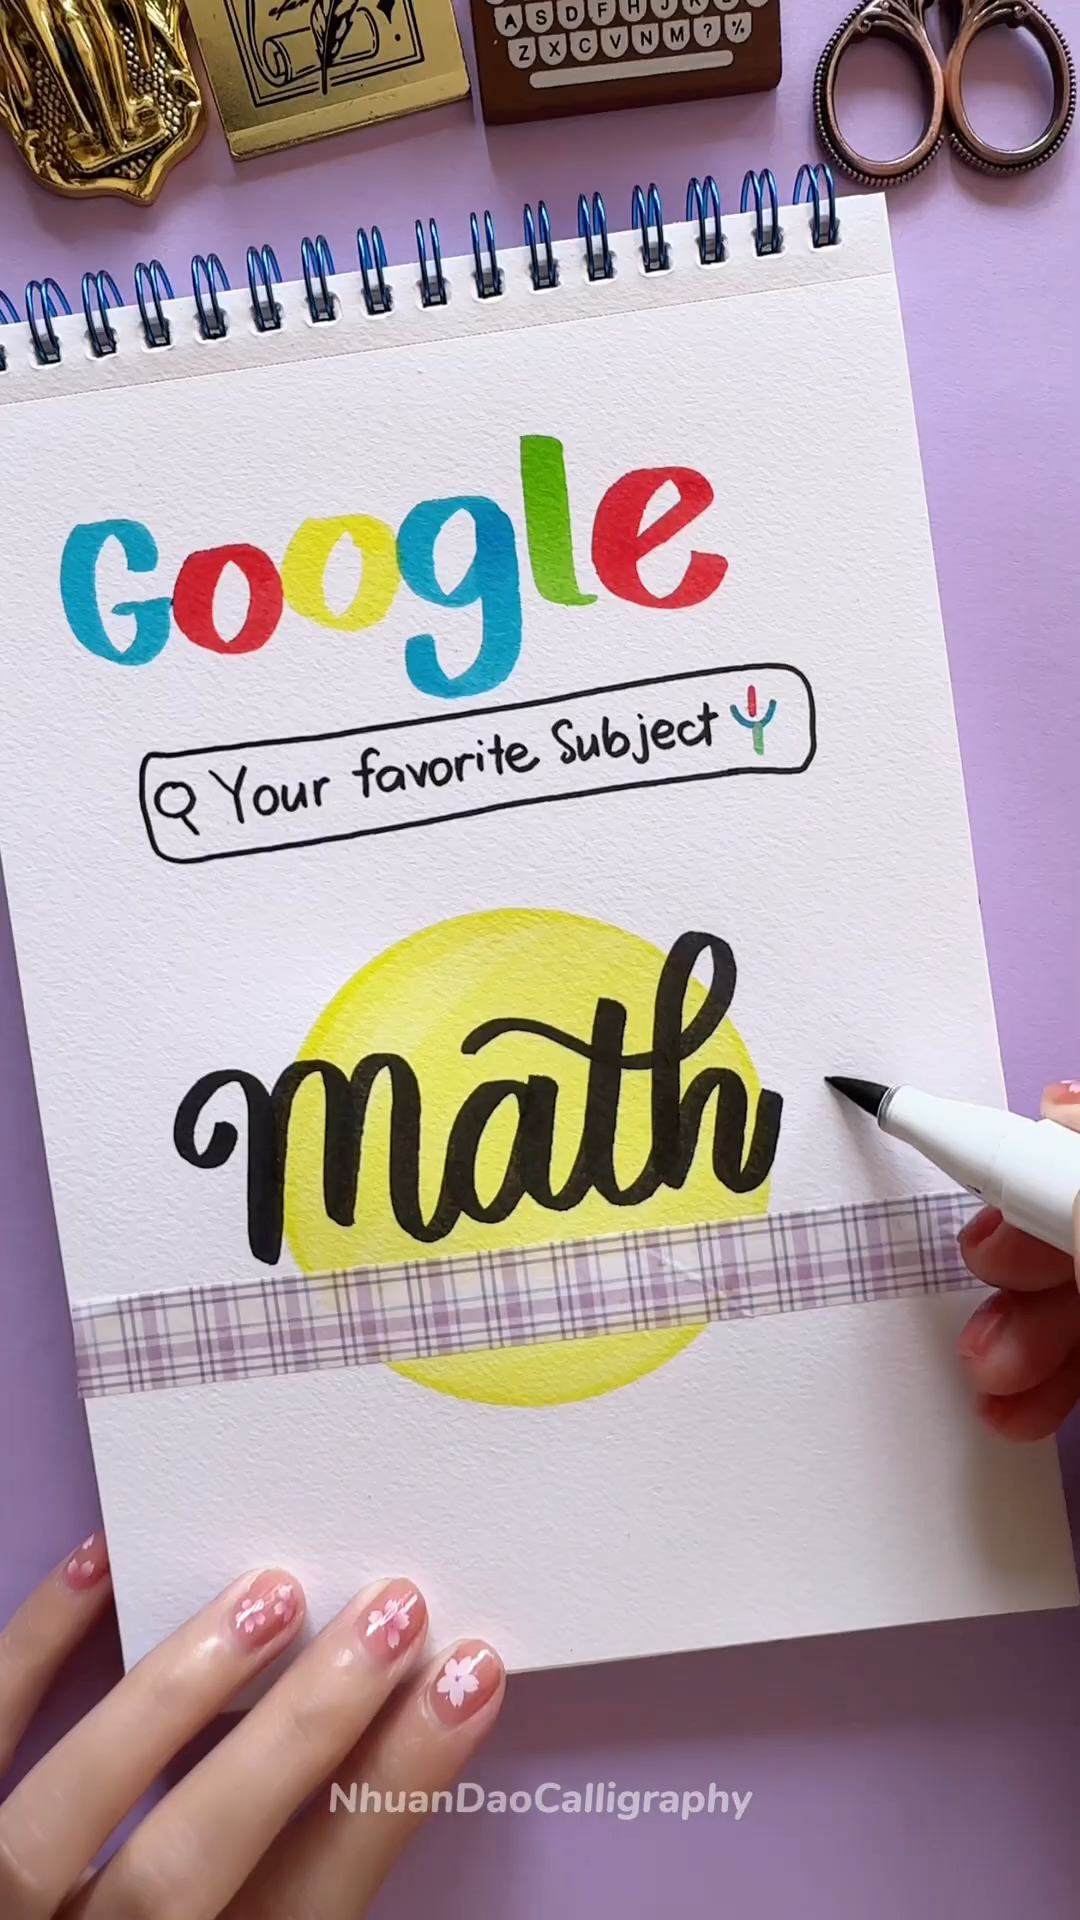 A S D F G H J K
Z X C V N M ? %
Google
Your favorite Subject
Math
NhuanDaoCalligraphy